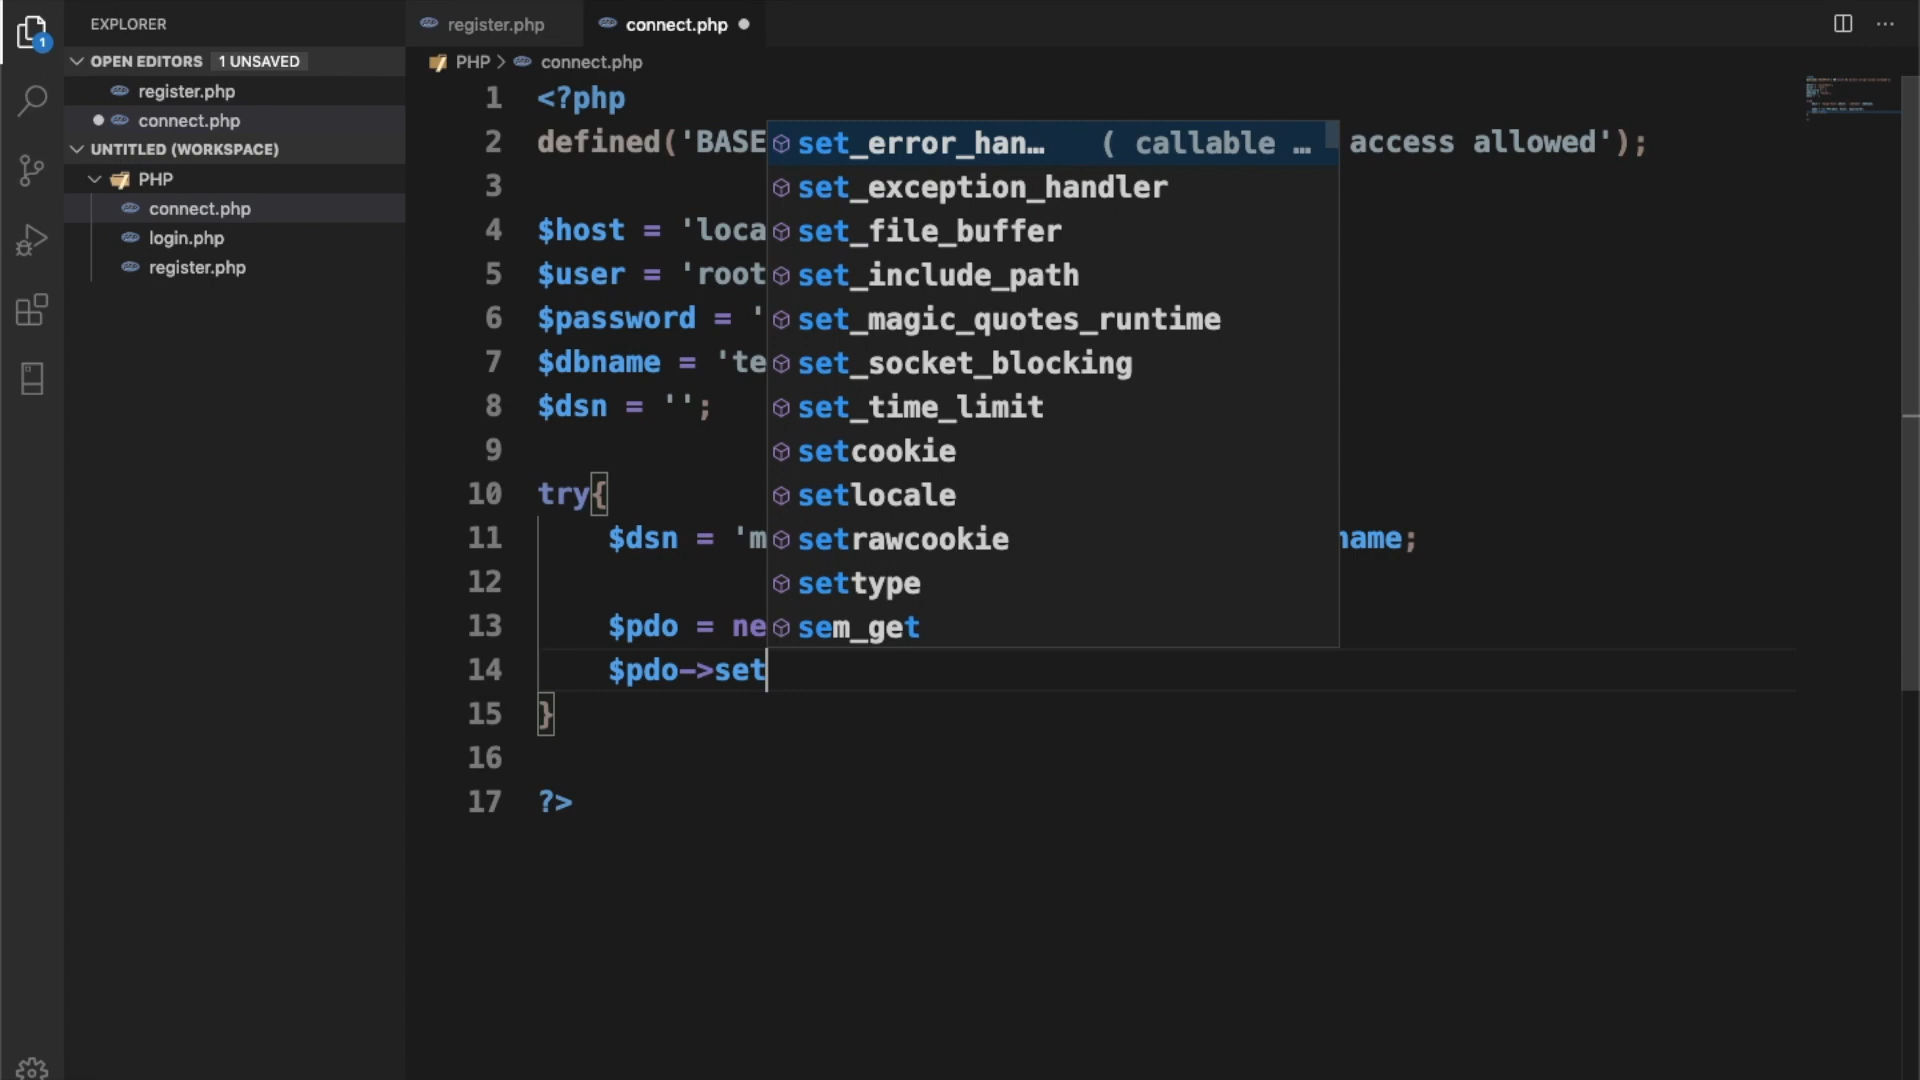 1
EXPLORER
OPEN EDITORS 1 UNSAVED
register.php
connect.php
UNTITLED (WORKSPACE)
PHP
connect.php
login.php
register.php
register.php
connect.php
PHP > connect.php
1 <?php
2 defined('BASE access allowed');
3
4 $host = 'loca
5 $user = 'root
6 $password = '
7 $dbname = 'te
8 $dsn = '';
9
10 try{
11 $dsn = 'm name;
12
13 $pdo = ne
14 $pdo->set
15 }
16
17 ?>
set_error_han… ( callable …
set_exception_handler
set_file_buffer
set_include_path
set_magic_quotes_runtime
set_socket_blocking
set_time_limit
setcookie
setlocale
setrawcookie
settype
sem_get